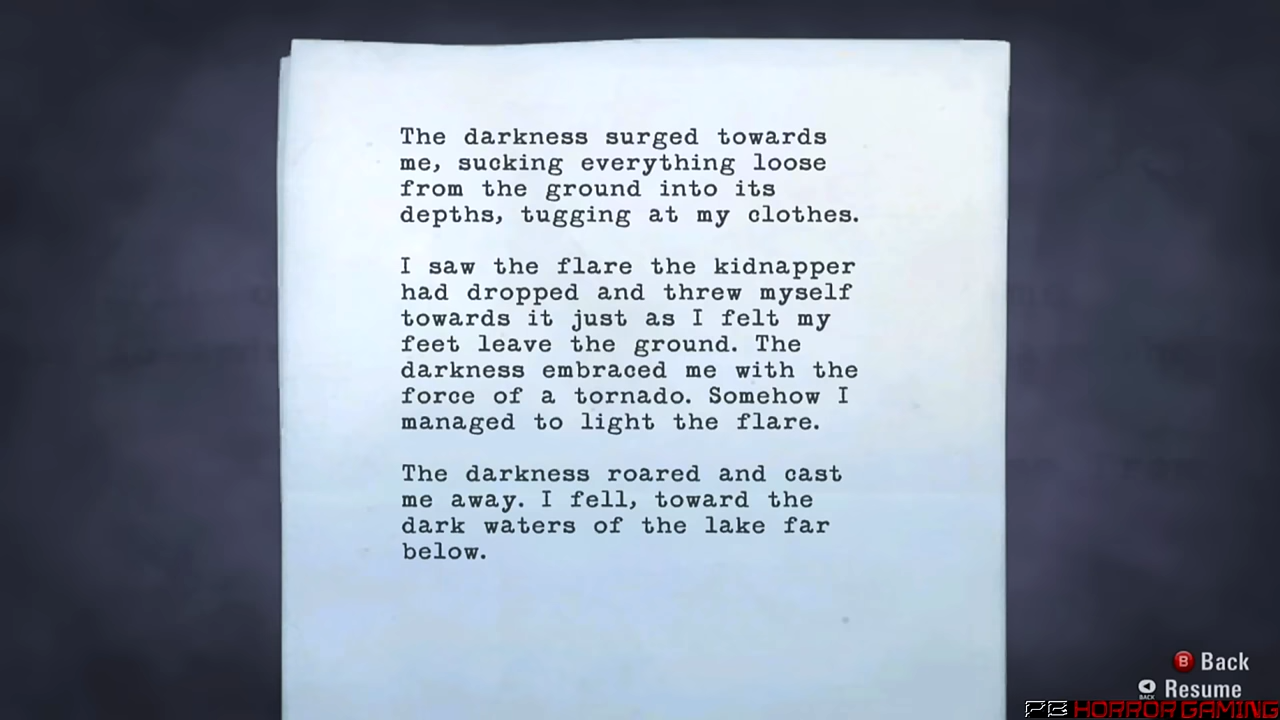 The darkness surged towards
me, sucking everything loose
from the ground into its
depths, tugging at my clothes.
I saw the flare the kidnapper
had dropped and threw myself
towards it just as I felt my
feet leave the ground. The
darkness embraced me with the
force of a tornado. Somehow I
managed to light the flare.
The darkness roared and cast
me away. I fell, toward the
dark waters of the lake far
below.
B Back
BACK Resume
HORROR GAMING